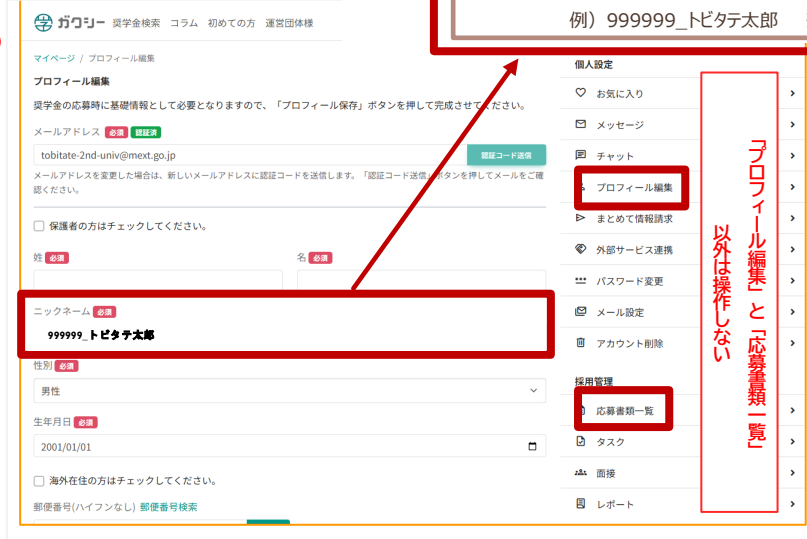 例）999999_トビタテ太郎
ガクシー 奨学金検索 コラム 初めての方 運営団体様
マイページ / プロフィール編集
プロフィール編集
奨学金の応募時に基礎情報として必要となりますので、「プロフィール保存」ボタンを押して完成させてください。
メールアドレス 必須 認証済
tobitate-2nd-univ@mext.go.jp 認証コード送信
メールアドレスを変更した場合は、新しいメールアドレスに認証コードを送信します。「認証コード送信」ボタンを押してメールをご確
認ください。
保護者の方はチェックしてください。
姓 必須 名 必須
ニックネーム 必須
999999_トビタテ太郎
性別 必須
男性
生年月日 必須
2001/01/01
海外在住の方はチェックしてください。
郵便番号(ハイフンなし) 郵便番号検索
個人設定
お気に入り
メッセージ
チャット
プロフィール編集
まとめて情報請求
外部サービス連携
パスワード変更
メール設定
アカウント削除
採用管理
応募書類一覧
タスク
面接
レポート
「プロフィール編集」と「応募書類一覧」
以外は操作しない